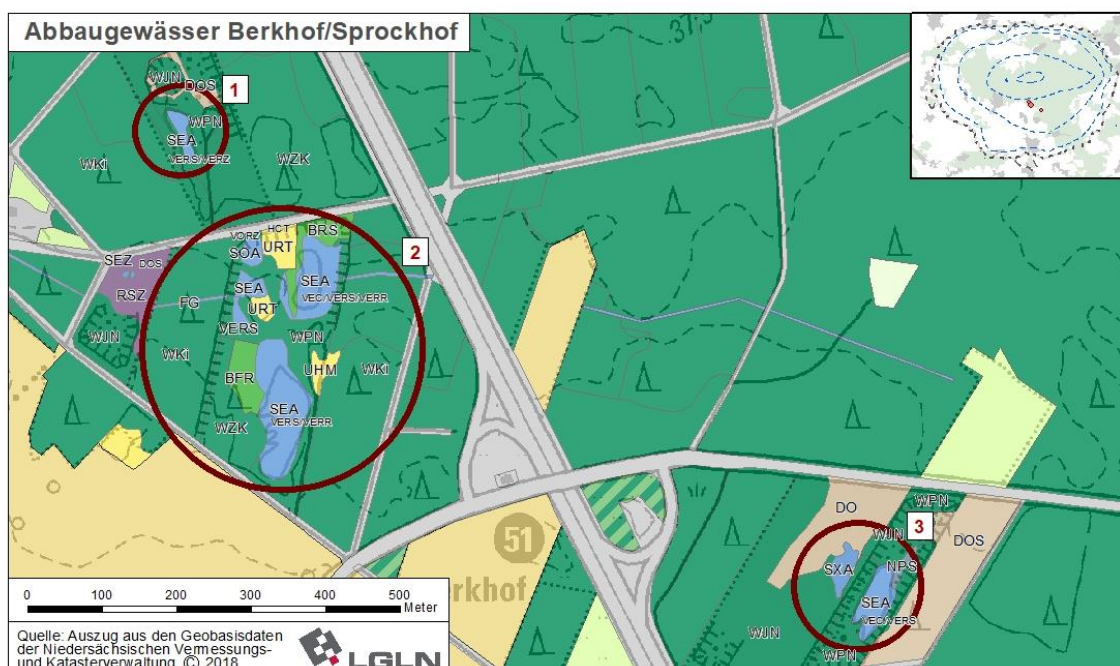 Abbaugewässer Berkhof/Sprockhof
WJN
DOS
1
WPN
SEA
VERS/VERZ
WKi
WZK
HCT
BRS
VORZ
URT
SOA
2
SEZ
DOS
SEA
SEA
VEC/VERS/VERR
RSZ
FG
URT
VERS
WPN
WJN
WKi
UHM
WKi
BFR
SEA
VERS/VERR
WZK
WPN
DO
3
WJN
DOS
51
SXA
NPS
rkhof
SEA
VEC/VERS
WJN
WPN
0 100 200 300 400 500
Meter
Quelle: Auszug aus den Geobasisdaten
der Niedersächsischen Vermessungs-
und Katasterverwaltung, © 2018
LGLN